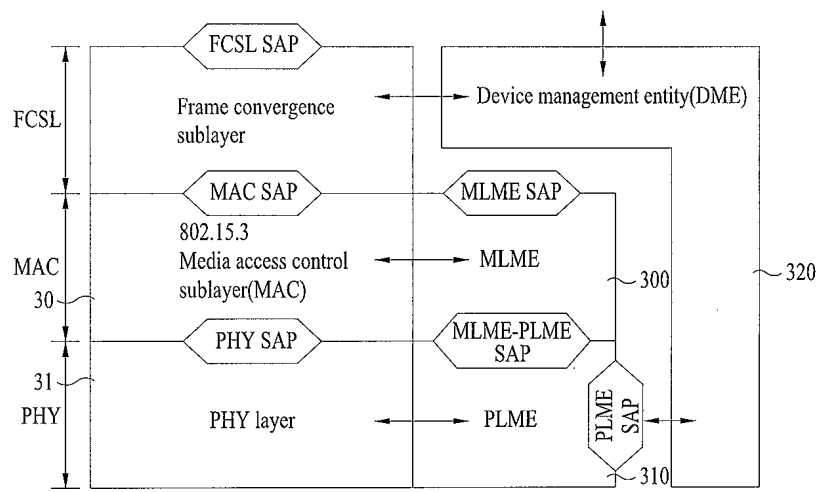 FCSL SAP
Device management entity(DME)
FCSL
Frame convergence
sublayer
MAC SAP
MLME SAP
802.15.3
Media access control
sublayer(MAC)
MLME
MAC
30
300
320
PHY SAP
MLME-PLME
SAP
31
PHY
PHY layer
PLME
PLME
SAP
310